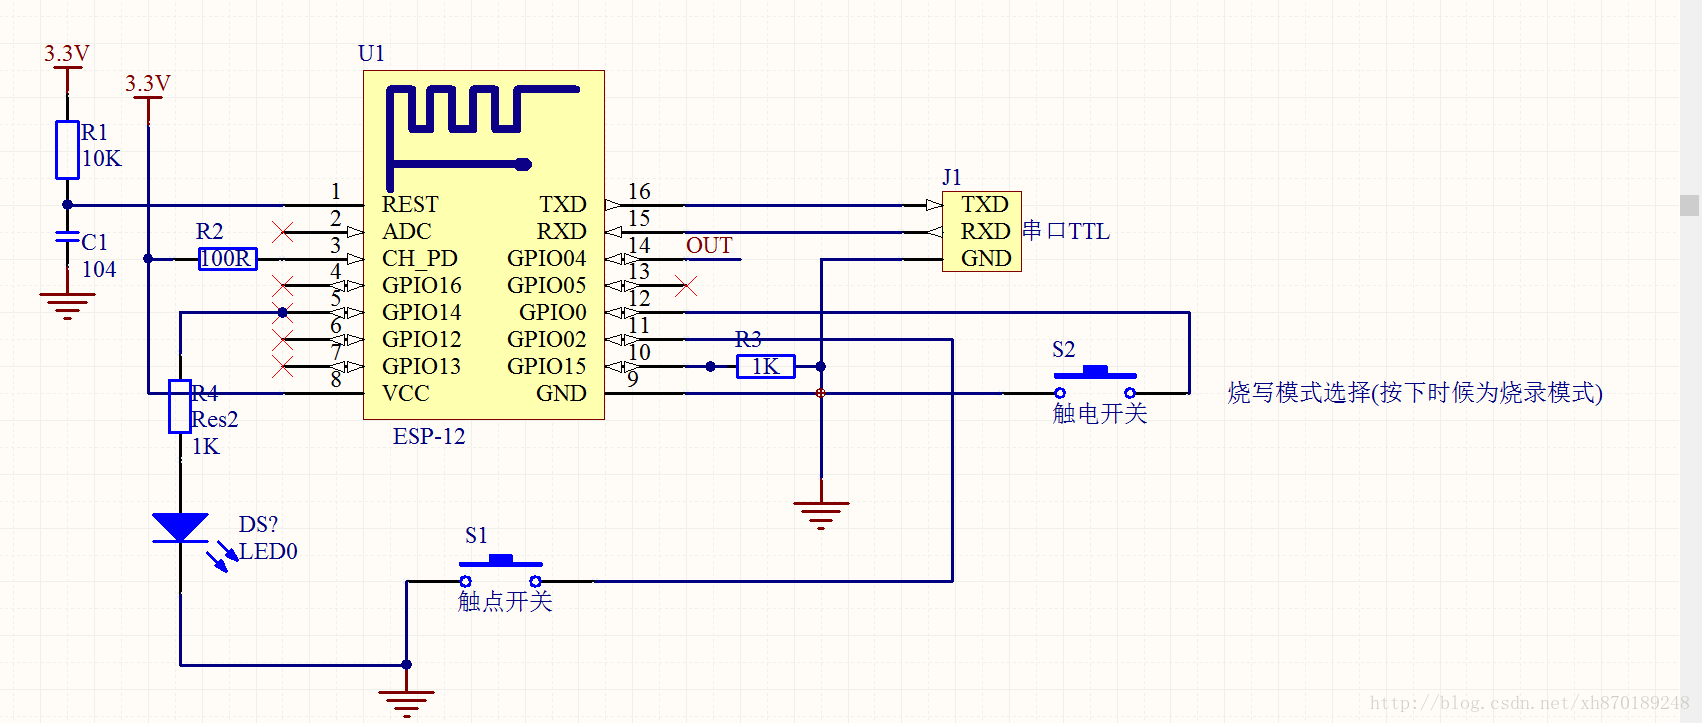 3.3V
3.3V
U1
R1
10K
C1
104
R2
100R
1
2
3
4
5
6
7
8
REST
ADC
CH_PD
GPIO16
GPIO14
GPIO12
GPIO13
VCC
TXD
RXD
GPIO04
GPIO05
GPIO0
GPIO02
GPIO15
GND
16
15
14
13
12
11
10
9
OUT
ESP-12
J1
TXD
RXD
GND
串口TTL
R3
1K
S2
触电开关
烧写模式选择(按下时候为烧录模式)
R4
Res2
1K
DS?
LED0
S1
触点开关
http://blog.csdn.net/xh870189248